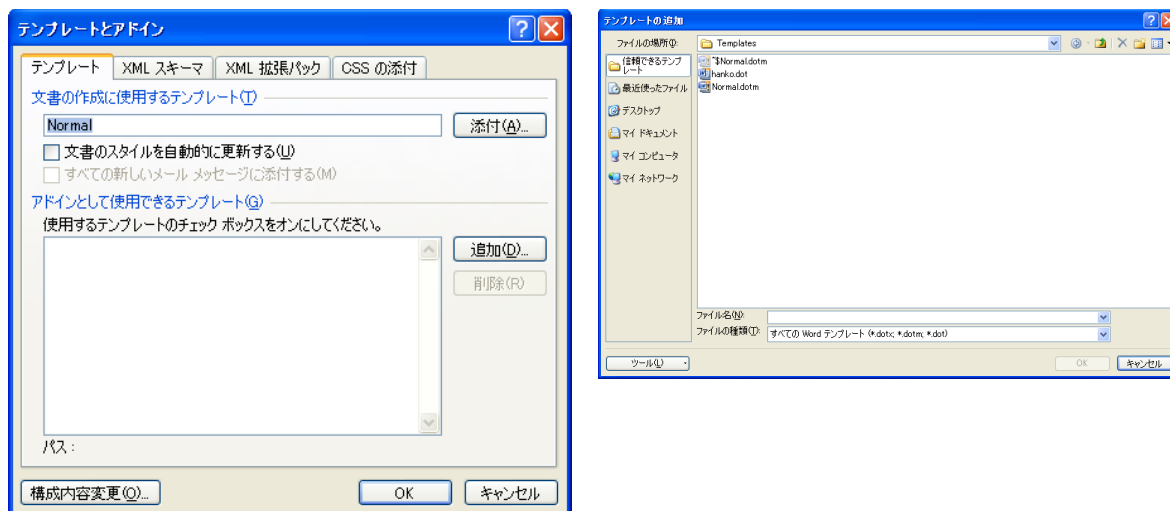 テンプレートとアドイン
テンプレート XML スキーマ XML 拡張パック CSS の添付
文書の作成に使用するテンプレート(T)
Normal 添付(A)...
文書のスタイルを自動的に更新する(U)
すべての新しいメール メッセージに添付する(M)
アドインとして使用できるテンプレート(G)
使用するテンプレートのチェック ボックスをオンにしてください。
追加(D)...
削除(R)
パス :
構成内容変更(O)... OK キャンセル
テンプレートの追加
ファイルの場所(I): Templates
信頼できるテンプレート
最近使ったファイル
デスクトップ
マイ ドキュメント
マイ コンピュータ
マイ ネットワーク
~$Normal.dotm
hanko.dot
Normal.dotm
ファイル名(N):
ファイルの種類(T): すべての Word テンプレート (*.dotx; *.dotm; *.dot)
ツール(L) OK キャンセル